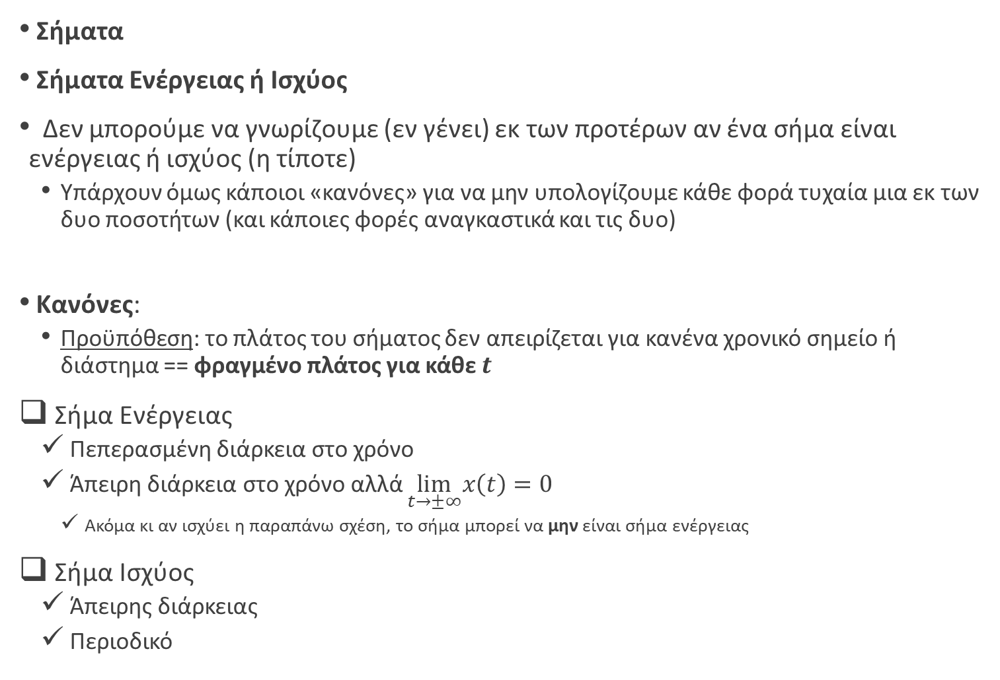 • Σήματα
• Σήματα Ενέργειας ή Ισχύος
• Δεν μπορούμε να γνωρίζουμε (εν γένει) εκ των προτέρων αν ένα σήμα είναι
ενέργειας ή ισχύος (η τίποτε)
• Υπάρχουν όμως κάποιοι «κανόνες» για να μην υπολογίζουμε κάθε φορά τυχαία μια εκ των
δυο ποσοτήτων (και κάποιες φορές αναγκαστικά και τις δυο)
• Κανόνες:
• Προϋπόθεση: το πλάτος του σήματος δεν απειρίζεται για κανένα χρονικό σημείο ή
διάστημα == φραγμένο πλάτος για κάθε t
❑ Σήμα Ενέργειας
✓ Πεπερασμένη διάρκεια στο χρόνο
✓ Άπειρη διάρκεια στο χρόνο αλλά lim x(t) = 0
t→±∞
✓ Ακόμα κι αν ισχύει η παραπάνω σχέση, το σήμα μπορεί να μην είναι σήμα ενέργειας
❑ Σήμα Ισχύος
✓ Άπειρης διάρκειας
✓ Περιοδικό